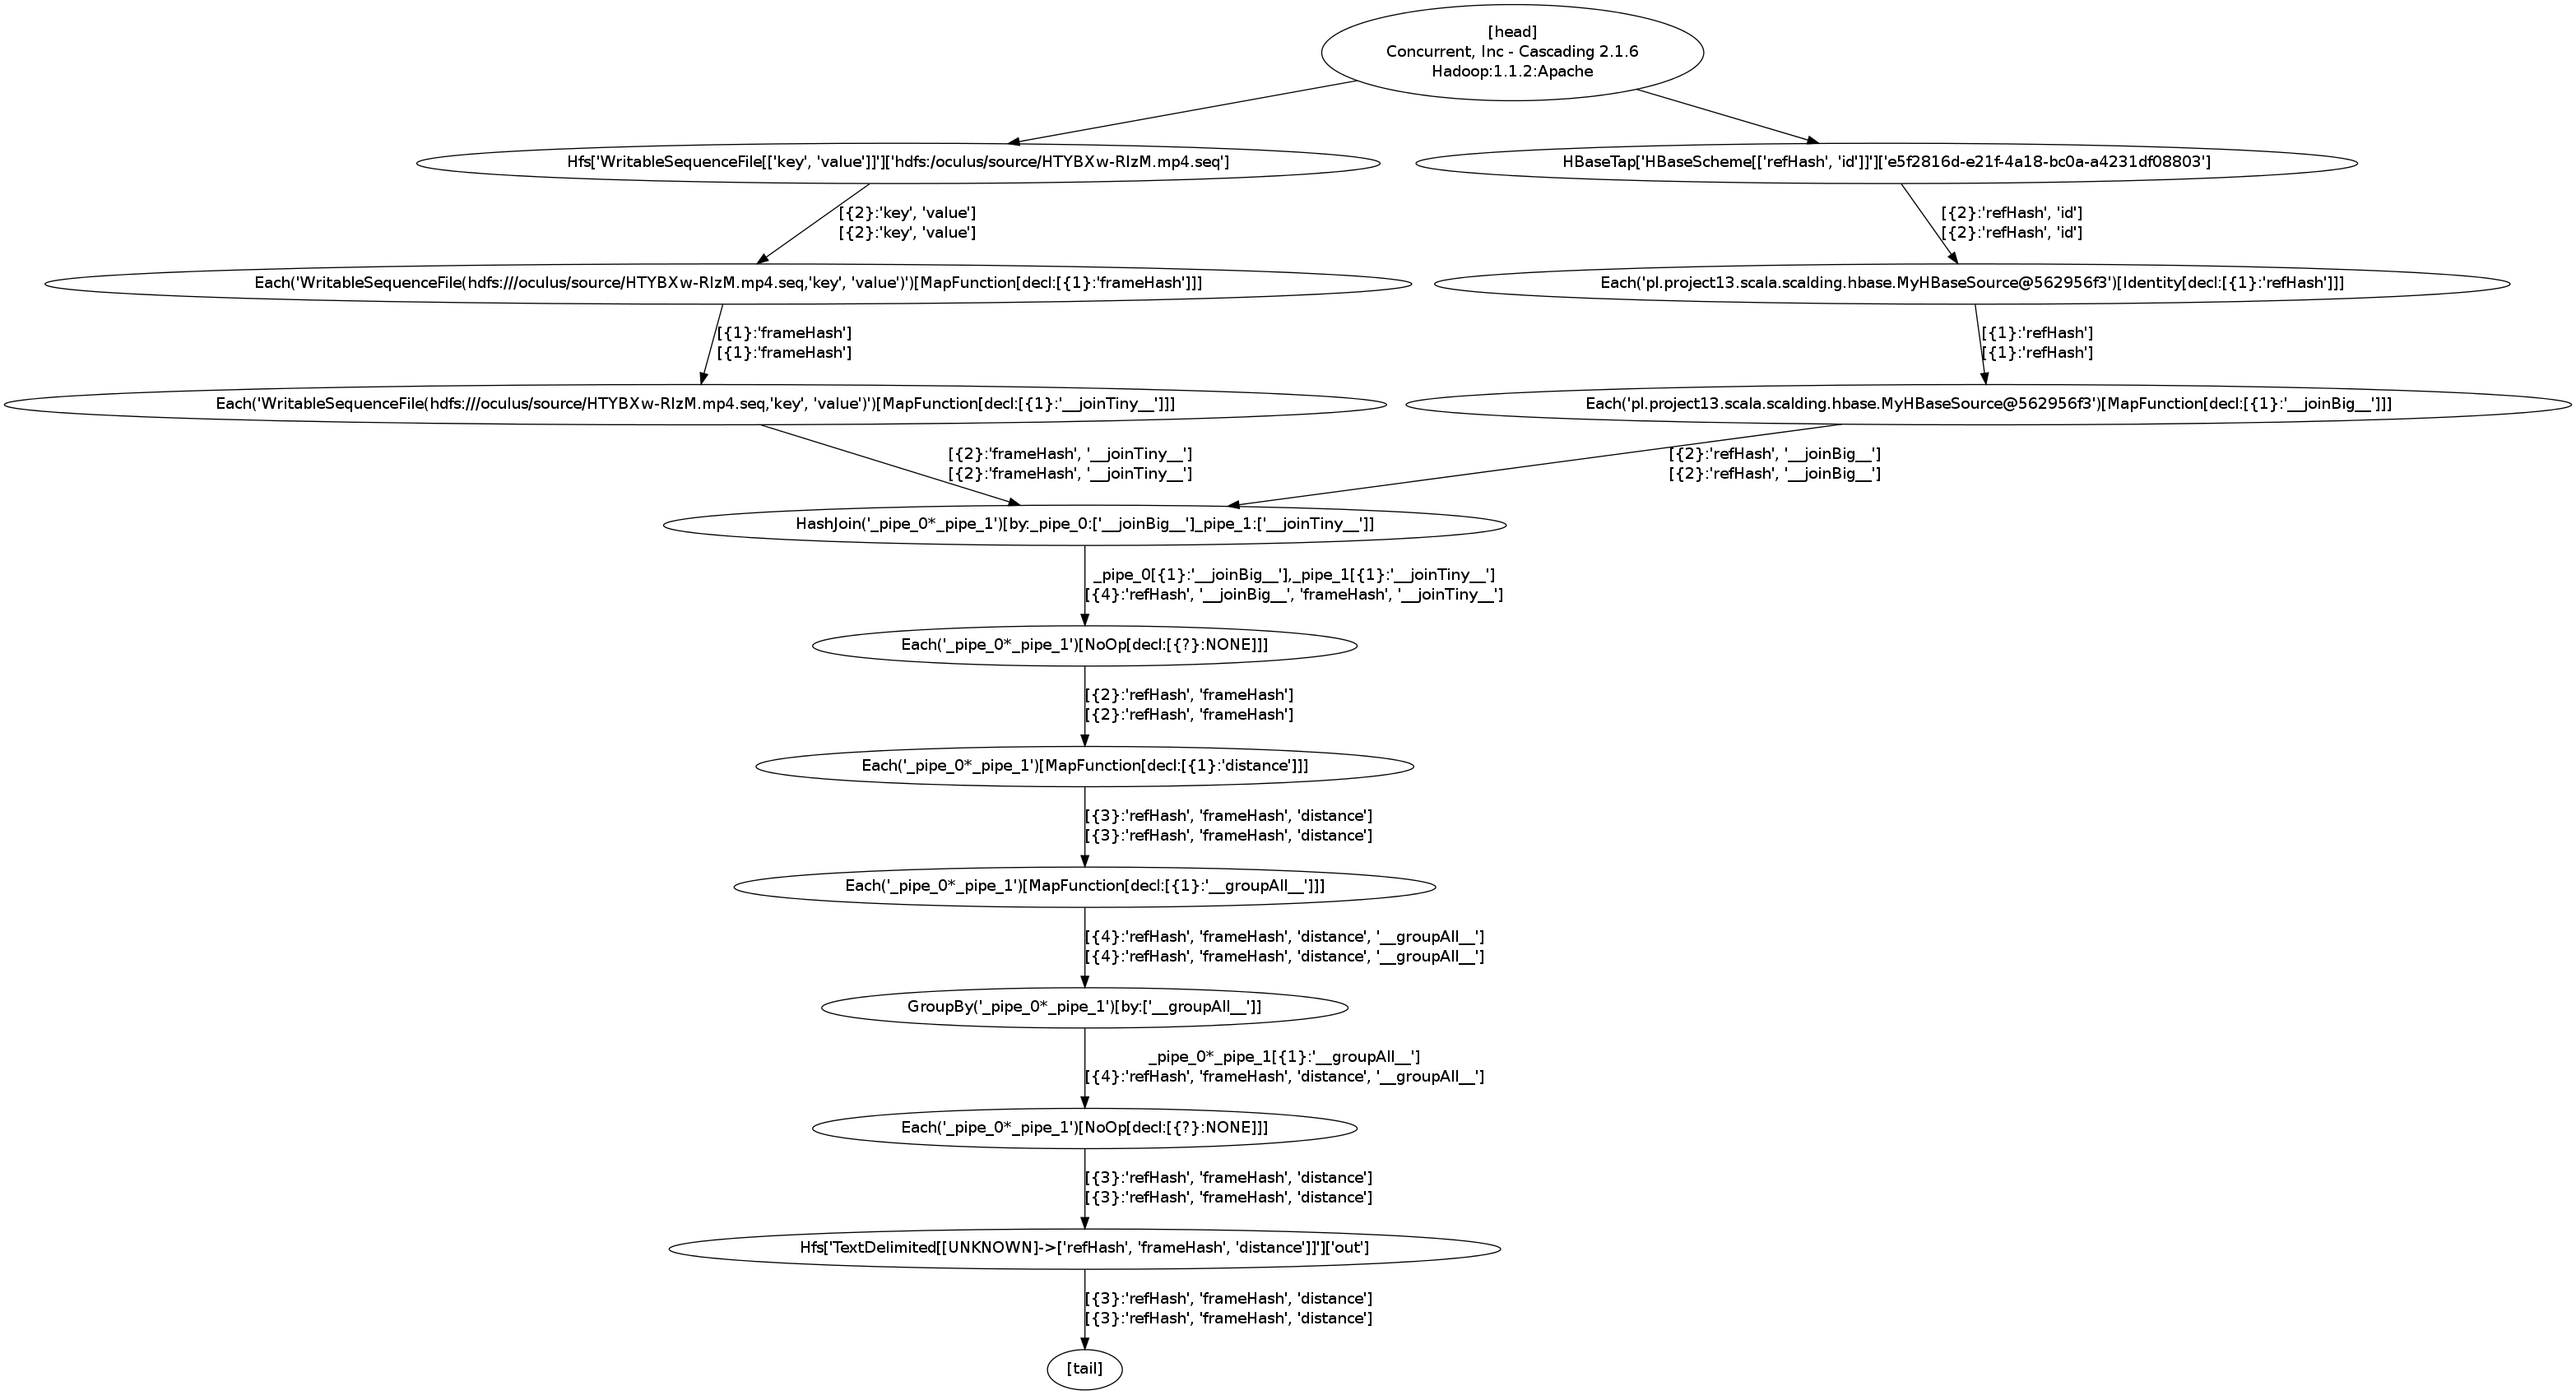 [head]
Concurrent, Inc - Cascading 2.1.6
Hadoop:1.1.2:Apache
Hfs['WritableSequenceFile[['key', 'value']]']['hdfs:/oculus/source/HTYBXw-RIzM.mp4.seq']
HBaseTap['HBaseScheme[['refHash', 'id']]']['e5f2816d-e21f-4a18-bc0a-a4231df08803']
[{2}:'key', 'value']
[{2}:'key', 'value']
[{2}:'refHash', 'id']
[{2}:'refHash', 'id']
Each('WritableSequenceFile(hdfs:///oculus/source/HTYBXw-RIzM.mp4.seq,'key', 'value')')[MapFunction[decl:[{1}:'frameHash']]]
Each('pl.project13.scala.scalding.hbase.MyHBaseSource@562956f3')[Identity[decl:[{1}:'refHash']]]
[{1}:'frameHash']
[{1}:'frameHash']
[{1}:'refHash']
[{1}:'refHash']
Each('WritableSequenceFile(hdfs:///oculus/source/HTYBXw-RIzM.mp4.seq,'key', 'value')')[MapFunction[decl:[{1}:'__joinTiny__']]]
Each('pl.project13.scala.scalding.hbase.MyHBaseSource@562956f3')[MapFunction[decl:[{1}:'__joinBig__']]]
[{2}:'frameHash', '__joinTiny__']
[{2}:'frameHash', '__joinTiny__']
[{2}:'refHash', '__joinBig__']
[{2}:'refHash', '__joinBig__']
HashJoin('_pipe_0*_pipe_1')[by:_pipe_0:['__joinBig__']_pipe_1:['__joinTiny__']]
_pipe_0[{1}:'__joinBig__'],_pipe_1[{1}:'__joinTiny__']
[{4}:'refHash', '__joinBig__', 'frameHash', '__joinTiny__']
Each('_pipe_0*_pipe_1')[NoOp[decl:[{?}:NONE]]]
[{2}:'refHash', 'frameHash']
[{2}:'refHash', 'frameHash']
Each('_pipe_0*_pipe_1')[MapFunction[decl:[{1}:'distance']]]
[{3}:'refHash', 'frameHash', 'distance']
[{3}:'refHash', 'frameHash', 'distance']
Each('_pipe_0*_pipe_1')[MapFunction[decl:[{1}:'__groupAll__']]]
[{4}:'refHash', 'frameHash', 'distance', '__groupAll__']
[{4}:'refHash', 'frameHash', 'distance', '__groupAll__']
GroupBy('_pipe_0*_pipe_1')[by:['__groupAll__']]
_pipe_0*_pipe_1[{1}:'__groupAll__']
[{4}:'refHash', 'frameHash', 'distance', '__groupAll__']
Each('_pipe_0*_pipe_1')[NoOp[decl:[{?}:NONE]]]
[{3}:'refHash', 'frameHash', 'distance']
[{3}:'refHash', 'frameHash', 'distance']
Hfs['TextDelimited[[UNKNOWN]->['refHash', 'frameHash', 'distance']]']['out']
[{3}:'refHash', 'frameHash', 'distance']
[{3}:'refHash', 'frameHash', 'distance']
[tail]